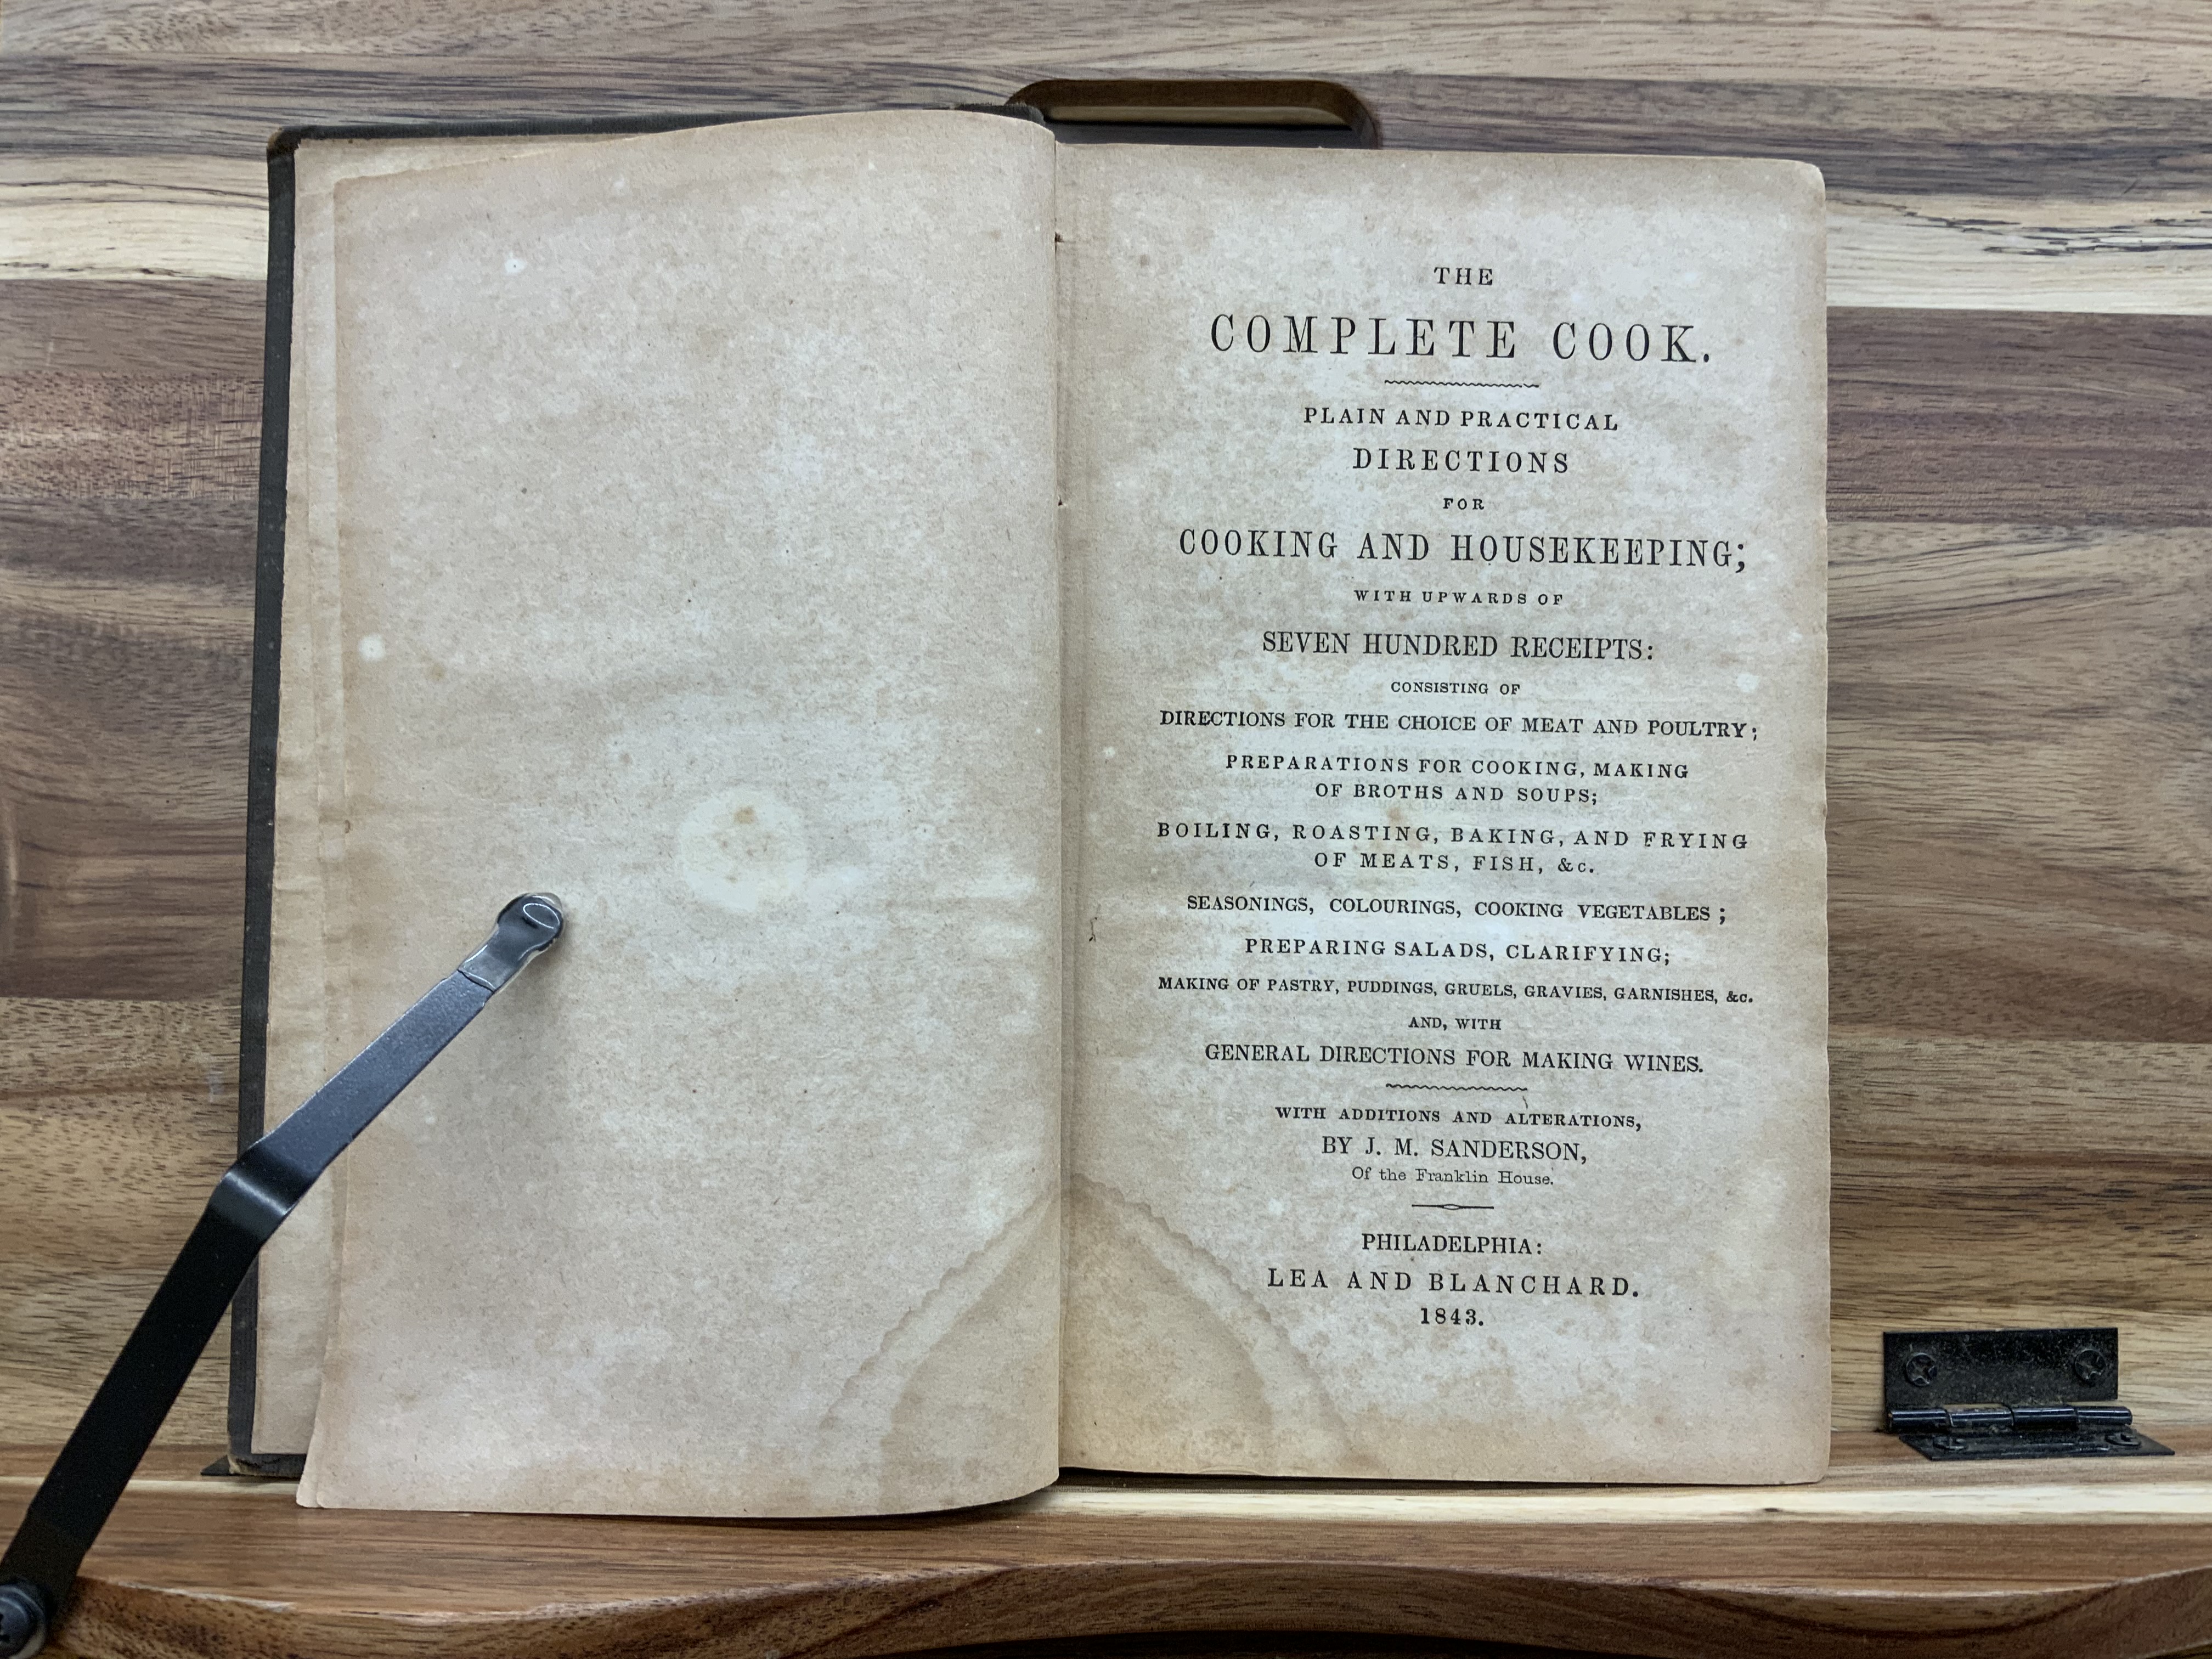 THE
COMPLETE COOK.
PLAIN AND PRACTICAL
DIRECTIONS
FOR
COOKING AND HOUSEKEEPING;
WITH UPWARDS OF
SEVEN HUNDRED RECEIPTS:
CONSISTING OF
DIRECTIONS FOR THE CHOICE OF MEAT AND POULTRY;
PREPARATIONS FOR COOKING, MAKING
OF BROTHS AND SOUPS;
BOILING, ROASTING, BAKING, AND FRYING
OF MEATS, FISH, &c.
SEASONINGS, COLOURINGS, COOKING VEGETABLES;
PREPARING SALADS, CLARIFYING;
MAKING OF PASTRY, PUDDINGS, GRUELS, GRAVIES, GARNISHES, &c.
AND, WITH
GENERAL DIRECTIONS FOR MAKING WINES.
WITH ADDITIONS AND ALTERATIONS,
BY J. M. SANDERSON,
Of the Franklin House.
PHILADELPHIA:
LEA AND BLANCHARD.
1843.